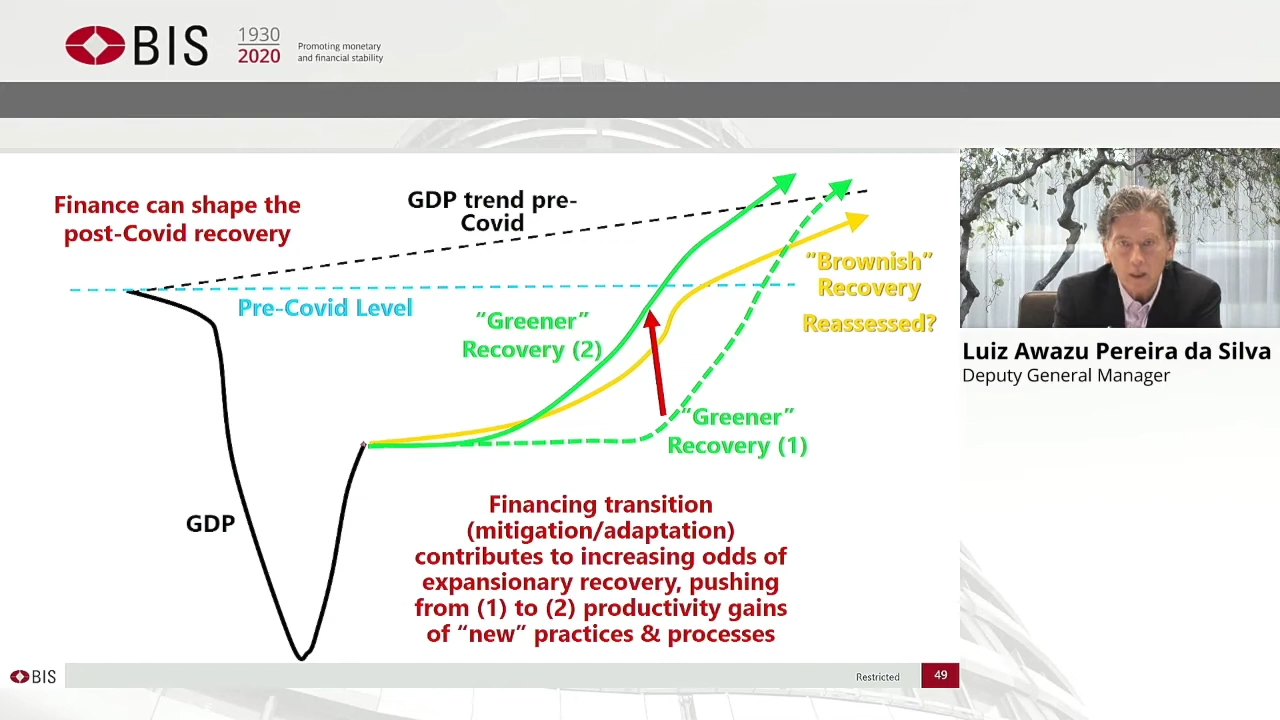 BIS
1930
2020
Promoting monetary
and financial stability
Finance can shape the
post-Covid recovery
GDP trend pre-
Covid
Pre-Covid Level
“Greener”
Recovery (2)
“Brownish”
Recovery
Reassessed?
“Greener”
Recovery (1)
GDP
Financing transition
(mitigation/adaptation)
contributes to increasing odds of
expansionary recovery, pushing
from (1) to (2) productivity gains
of “new” practices & processes
Luiz Awazu Pereira da Silva
Deputy General Manager
BIS
Restricted
49